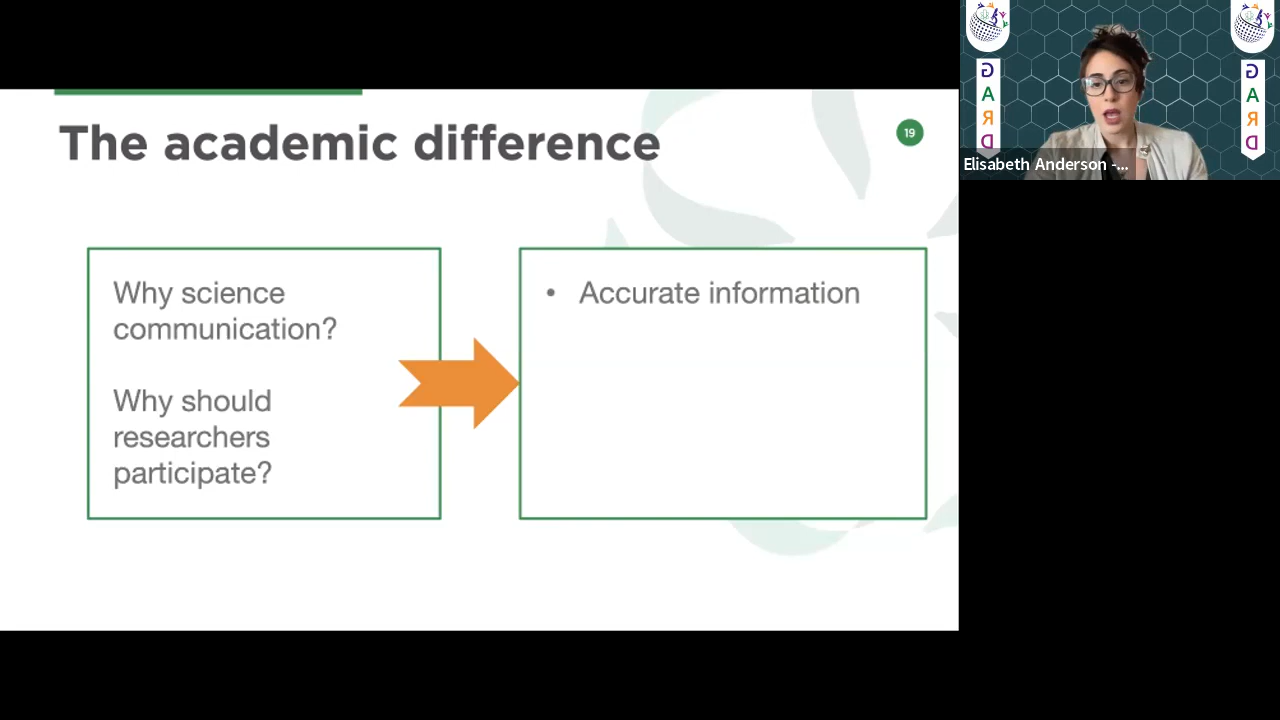 The academic difference
19
Why science
communication?
Why should
researchers
participate?
• Accurate information
G
A
R
D
G
A
R
D
Elisabeth Anderson -...